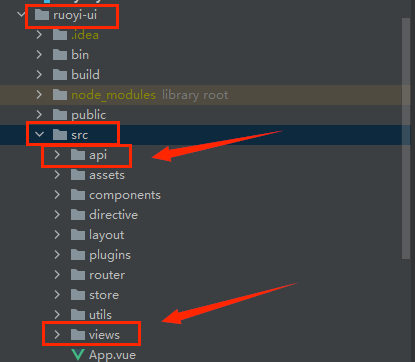 ruoyi-ui
.idea
bin
build
node_modules library root
public
src
api
assets
components
directive
layout
plugins
router
store
utils
views
App.vue